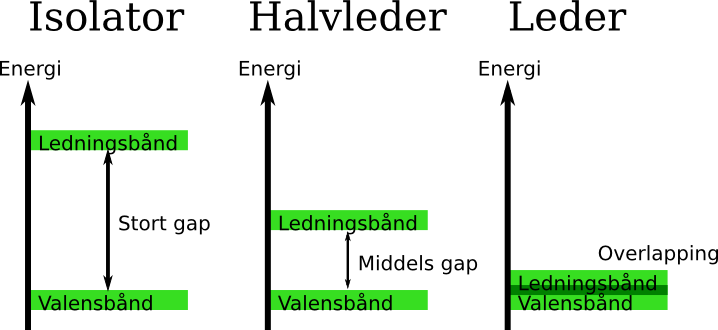 Isolator
Energi
Ledningsbånd
Stort gap
Valensbånd
Halvleder
Energi
Ledningsbånd
Middels gap
Valensbånd
Leder
Energi
Overlapping
Ledningsbånd
Valensbånd